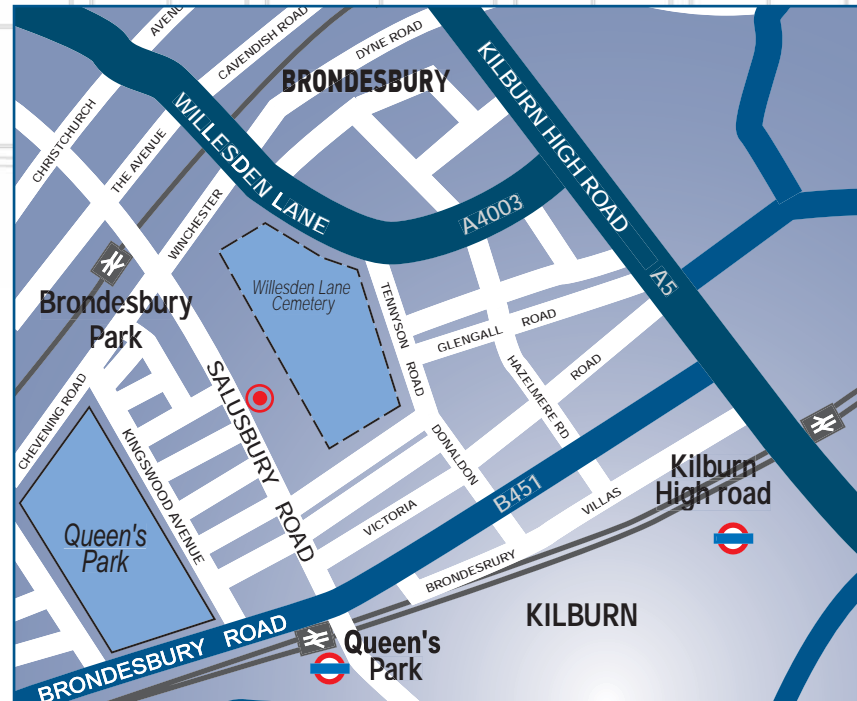 AVENU
CAVENDISH ROAD
DYNE ROAD
BRONDESBURY
KILBURN HIGH ROAD
CHRISTCHURCH
THE AVENUE
WILLESDEN LANE
A4003
WINCHESTER
A5
Willesden Lane
Cemetery
TENNYSON ROAD
Brondesbury
Park
GLENGALL ROAD
HAZELMERE RD
ROAD
SALUSBURY ROAD
CHEVENING ROAD
KINGSWOOD AVENUE
DONALDON
Kilburn
High road
B451
VILLAS
VICTORIA
Queen's
Park
BRONDESRURY
KILBURN
BRONDESBURY ROAD
Queen's
Park